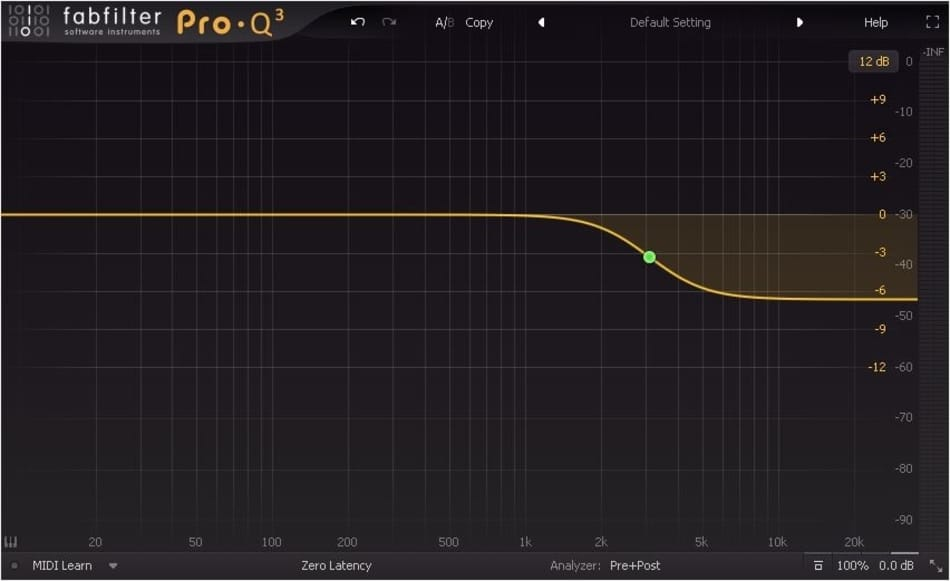 fabfilter Pro·Q³ A/B Copy Default Setting Help
software instruments
-INF
12 dB 0
+9
-10
+6
-20
+3
0 -30
-3
-40
-6
-50
-9
-12 -60
-70
-80
-90
20 50 100 200 500 1k 2k 5k 10k 20k
MIDI Learn Zero Latency Analyzer: Pre+Post 100% 0.0 dB